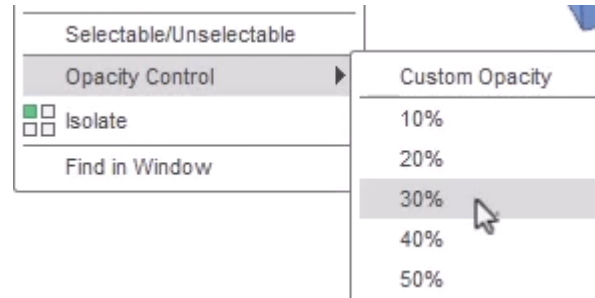 Selectable/Unselectable
Opacity Control
Isolate
Find in Window
Custom Opacity
10%
20%
30%
40%
50%